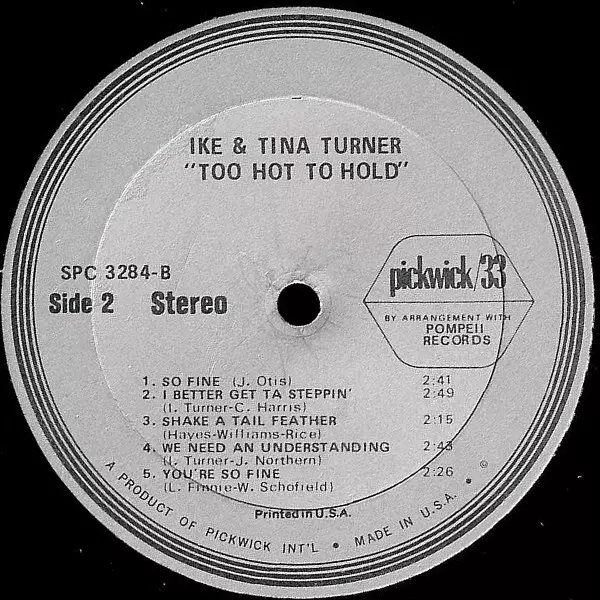 IKE & TINA TURNER
"TOO HOT TO HOLD"
SPC 3284-B
Side 2 Stereo
pickwick/33
BY ARRANGEMENT WITH
POMPEII
RECORDS
1. SO FINE (J. Otis) 2:41
2. I BETTER GET TA STEPPIN' 2:49
(I. Turner-C. Harris)
3. SHAKE A TAIL FEATHER 2:15
(Hayes-Williams-Rice)
4. WE NEED AN UNDERSTANDING 2:43
(I. Turner-J. Northern)
5. YOU'RE SO FINE 2:26
(L. Finnie-W. Schofield)
Printed in U.S.A.
A PRODUCT OF PICKWICK INT'L • MADE IN U.S.A. • ©